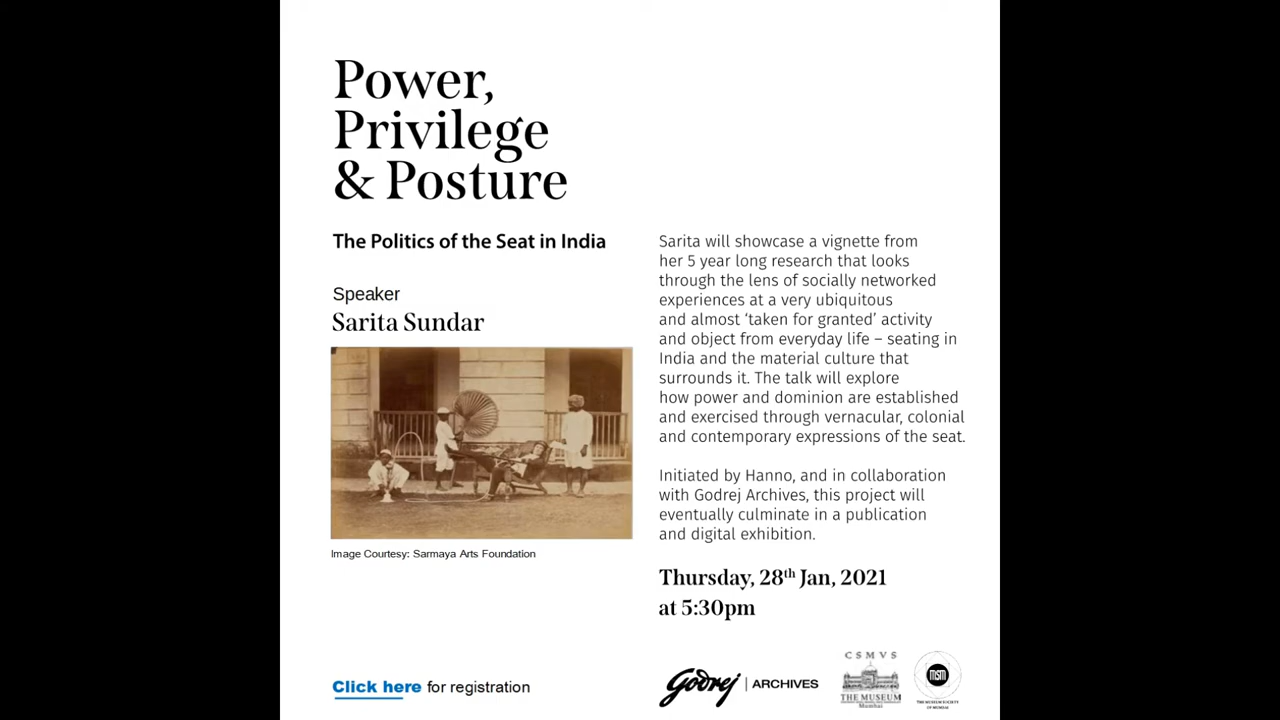 Power,
Privilege
& Posture
The Politics of the Seat in India
Speaker
Sarita Sundar
Image Courtesy: Sarmaya Arts Foundation
Sarita will showcase a vignette from
her 5 year long research that looks
through the lens of socially networked
experiences at a very ubiquitous
and almost ‘taken for granted’ activity
and object from everyday life – seating in
India and the material culture that
surrounds it. The talk will explore
how power and dominion are established
and exercised through vernacular, colonial
and contemporary expressions of the seat.
Initiated by Hanno, and in collaboration
with Godrej Archives, this project will
eventually culminate in a publication
and digital exhibition.
Thursday, 28th Jan, 2021
at 5:30pm
Click here for registration
Godrej | ARCHIVES
CSMVS
THE MUSEUM
Mumbai
msm
THE MUSEUM SOCIETY
OF MUMBAI